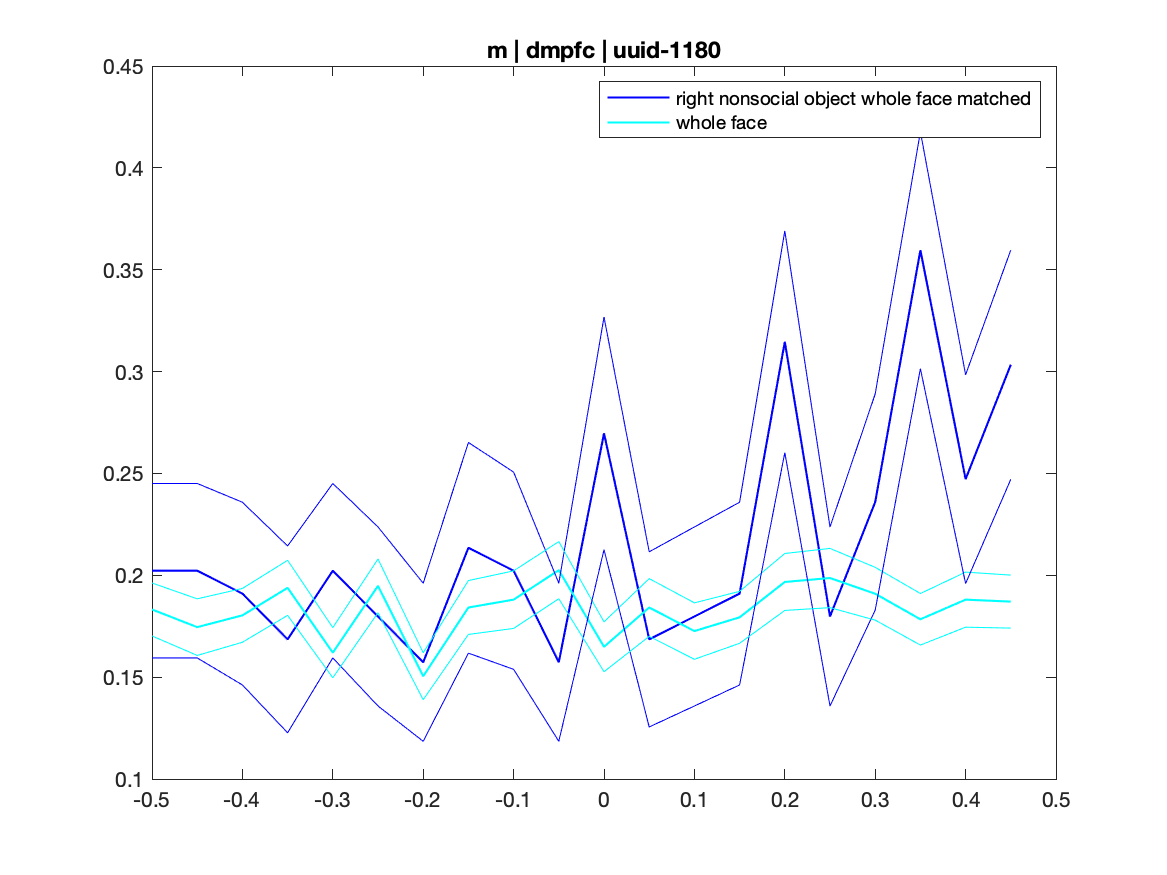 m | dmpfc | uuid-1180
right nonsocial object whole face matched
whole face
0.45
0.4
0.35
0.3
0.25
0.2
0.15
0.1
-0.5 -0.4 -0.3 -0.2 -0.1 0 0.1 0.2 0.3 0.4 0.5